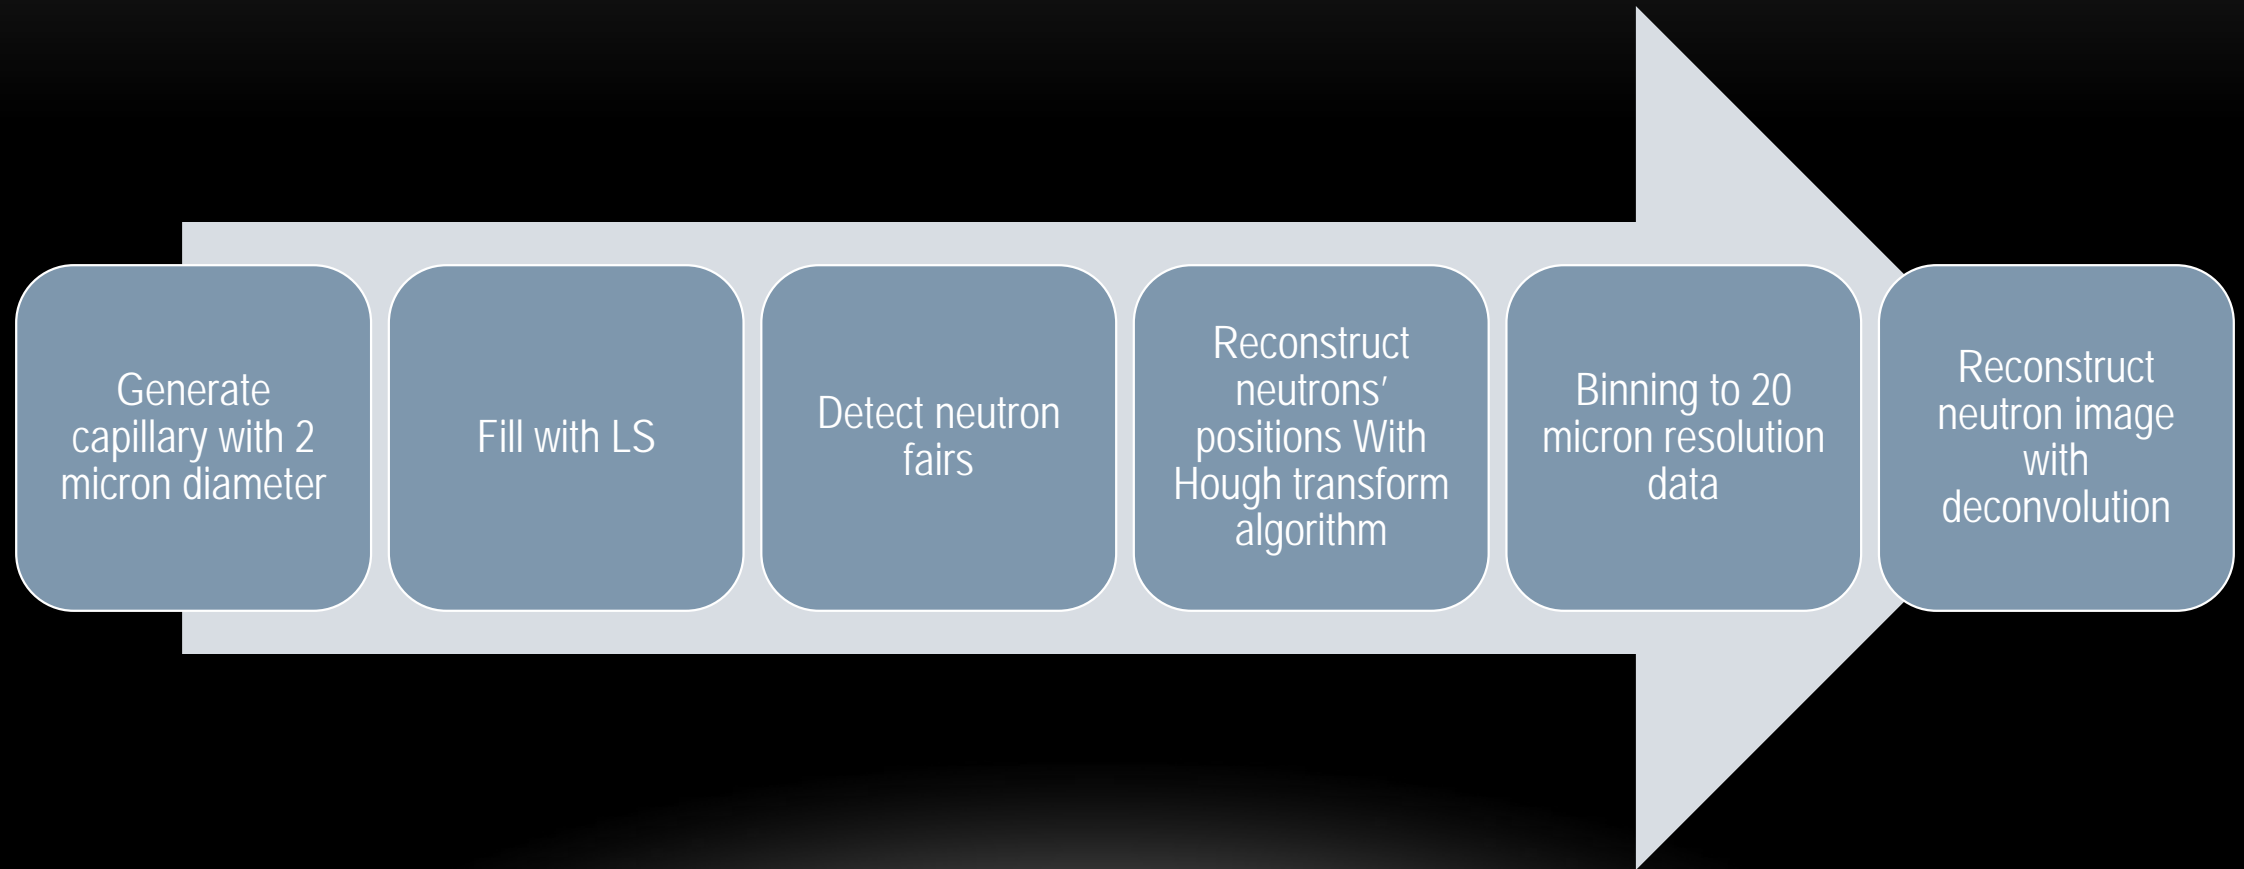 Generate
capillary with 2
micron diameter
Fill with LS
Detect neutron
fairs
Reconstruct
neutrons’
positions With
Hough transform
algorithm
Binning to 20
micron resolution
data
Reconstruct
neutron image
with
deconvolution